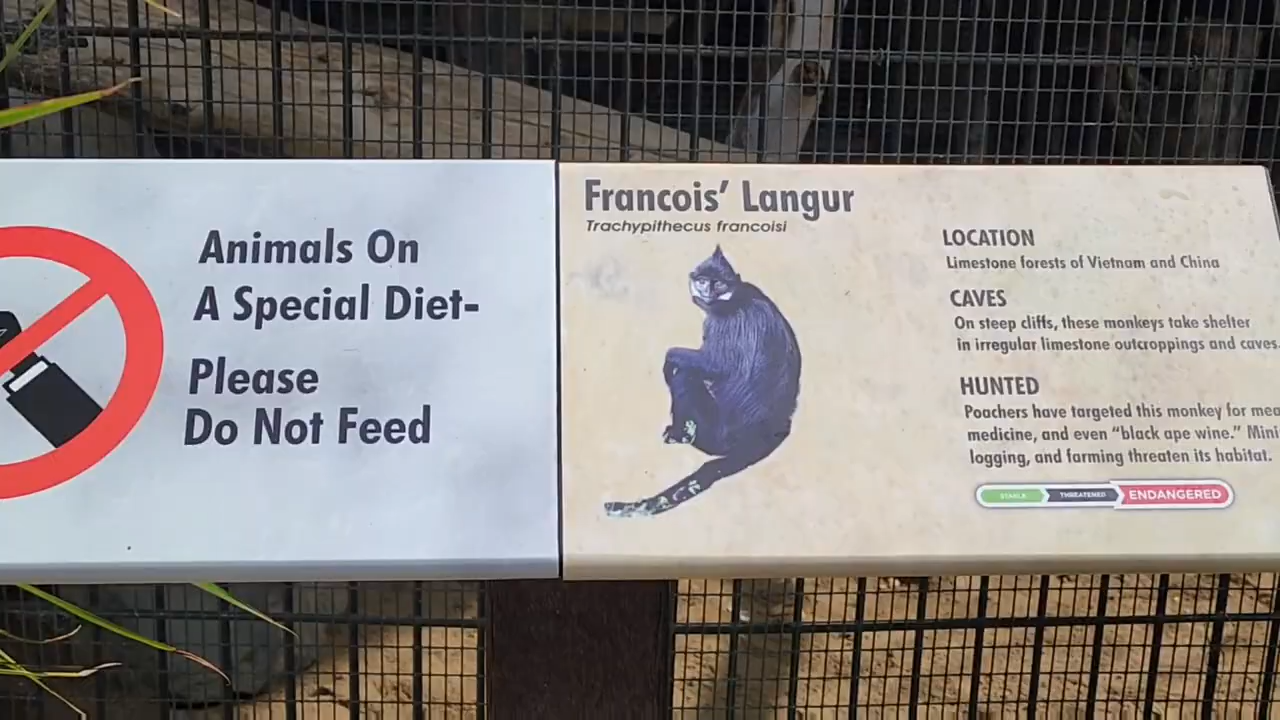 Animals On
A Special Diet-
Please
Do Not Feed
Francois' Langur
Trachypithecus francoisi
LOCATION
Limestone forests of Vietnam and China
CAVES
On steep cliffs, these monkeys take shelter
in irregular limestone outcroppings and caves.
HUNTED
Poachers have targeted this monkey for
medicine, and even “black ape wine.”
logging, and farming threaten its habitat.
STABLE THREATENED ENDANGERED